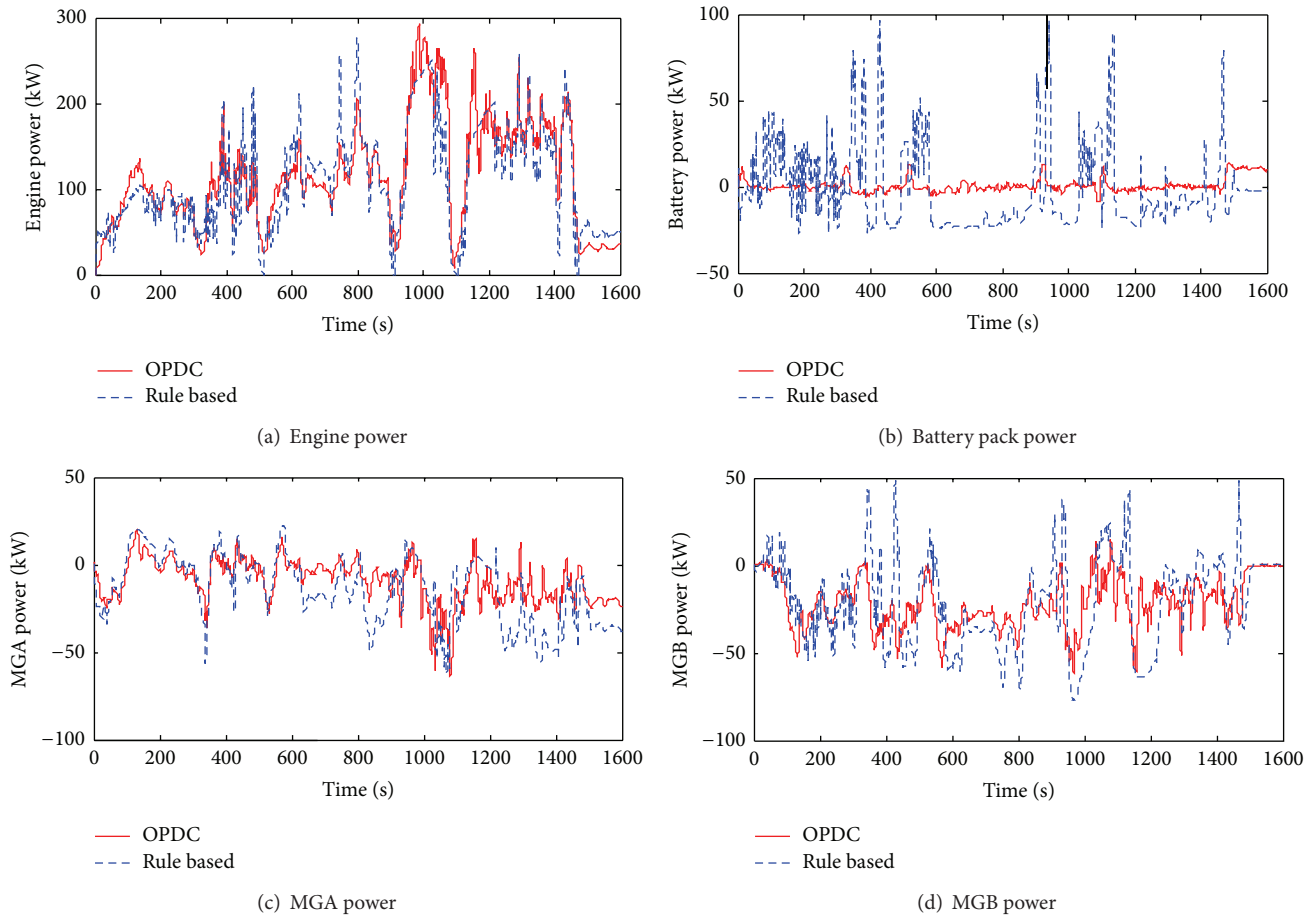 300
200
100
0
Engine power (kW)
0 200 400 600 800 1000 1200 1400 1600
Time (s)
OPDC
Rule based
(a) Engine power
100
50
0
−50
Battery power (kW)
0 200 400 600 800 1000 1200 1400 1600
Time (s)
OPDC
Rule based
(b) Battery pack power
50
0
−50
−100
MGA power (kW)
0 200 400 600 800 1000 1200 1400 1600
Time (s)
OPDC
Rule based
(c) MGA power
50
0
−50
−100
MGB power (kW)
0 200 400 600 800 1000 1200 1400 1600
Time (s)
OPDC
Rule based
(d) MGB power